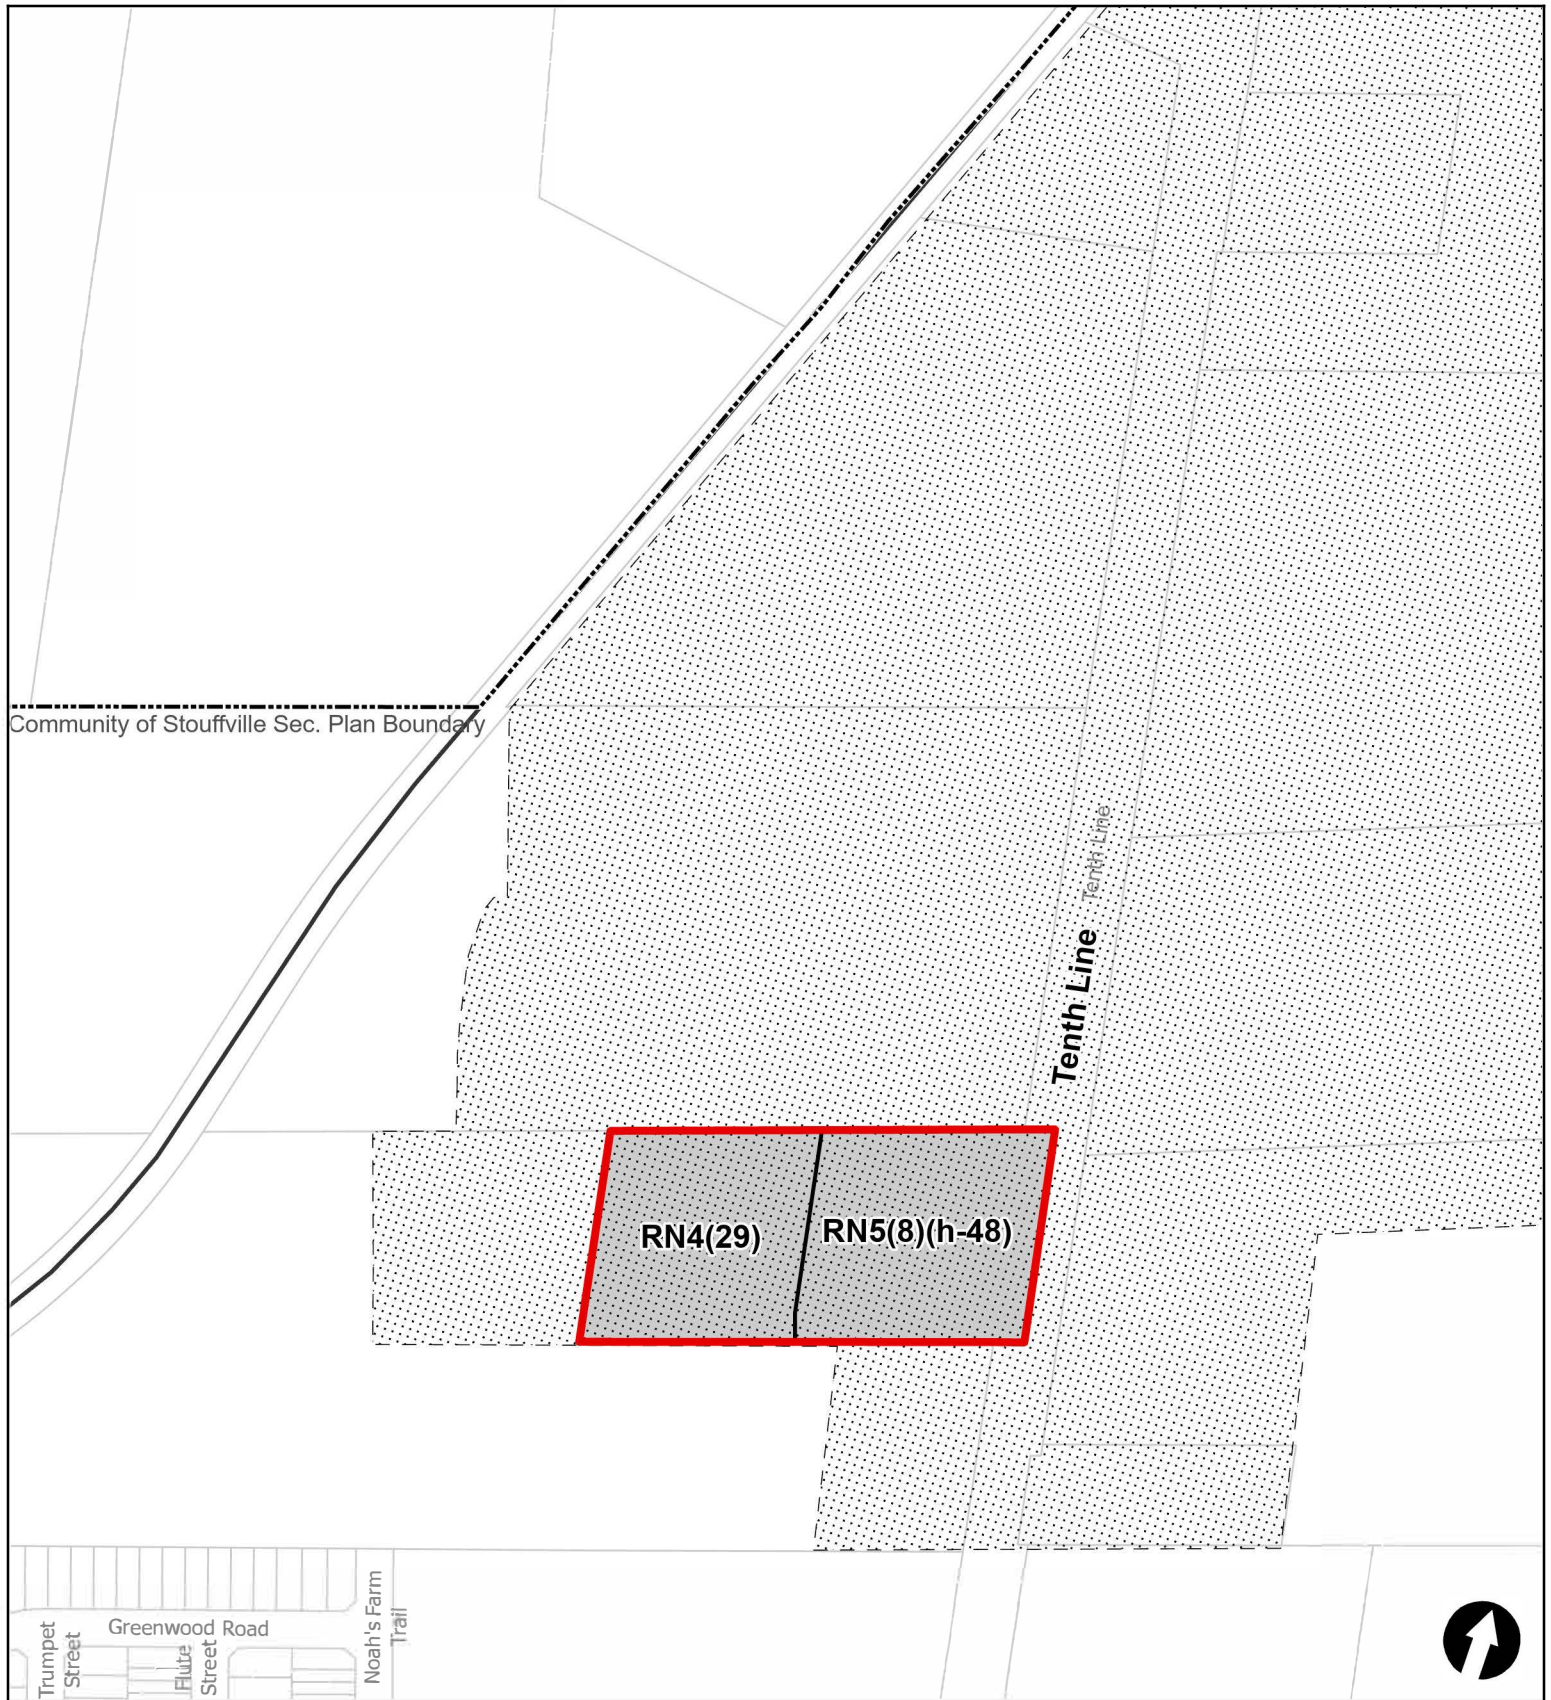 Community of Stouffville Sec. Plan Boundary
Tenth Line
Tenth Line
RN4(29)
RN5(8)(h-48)
Greenwood Road
Trumpet
Street
Flute
Street
Noah's Farm
Trail